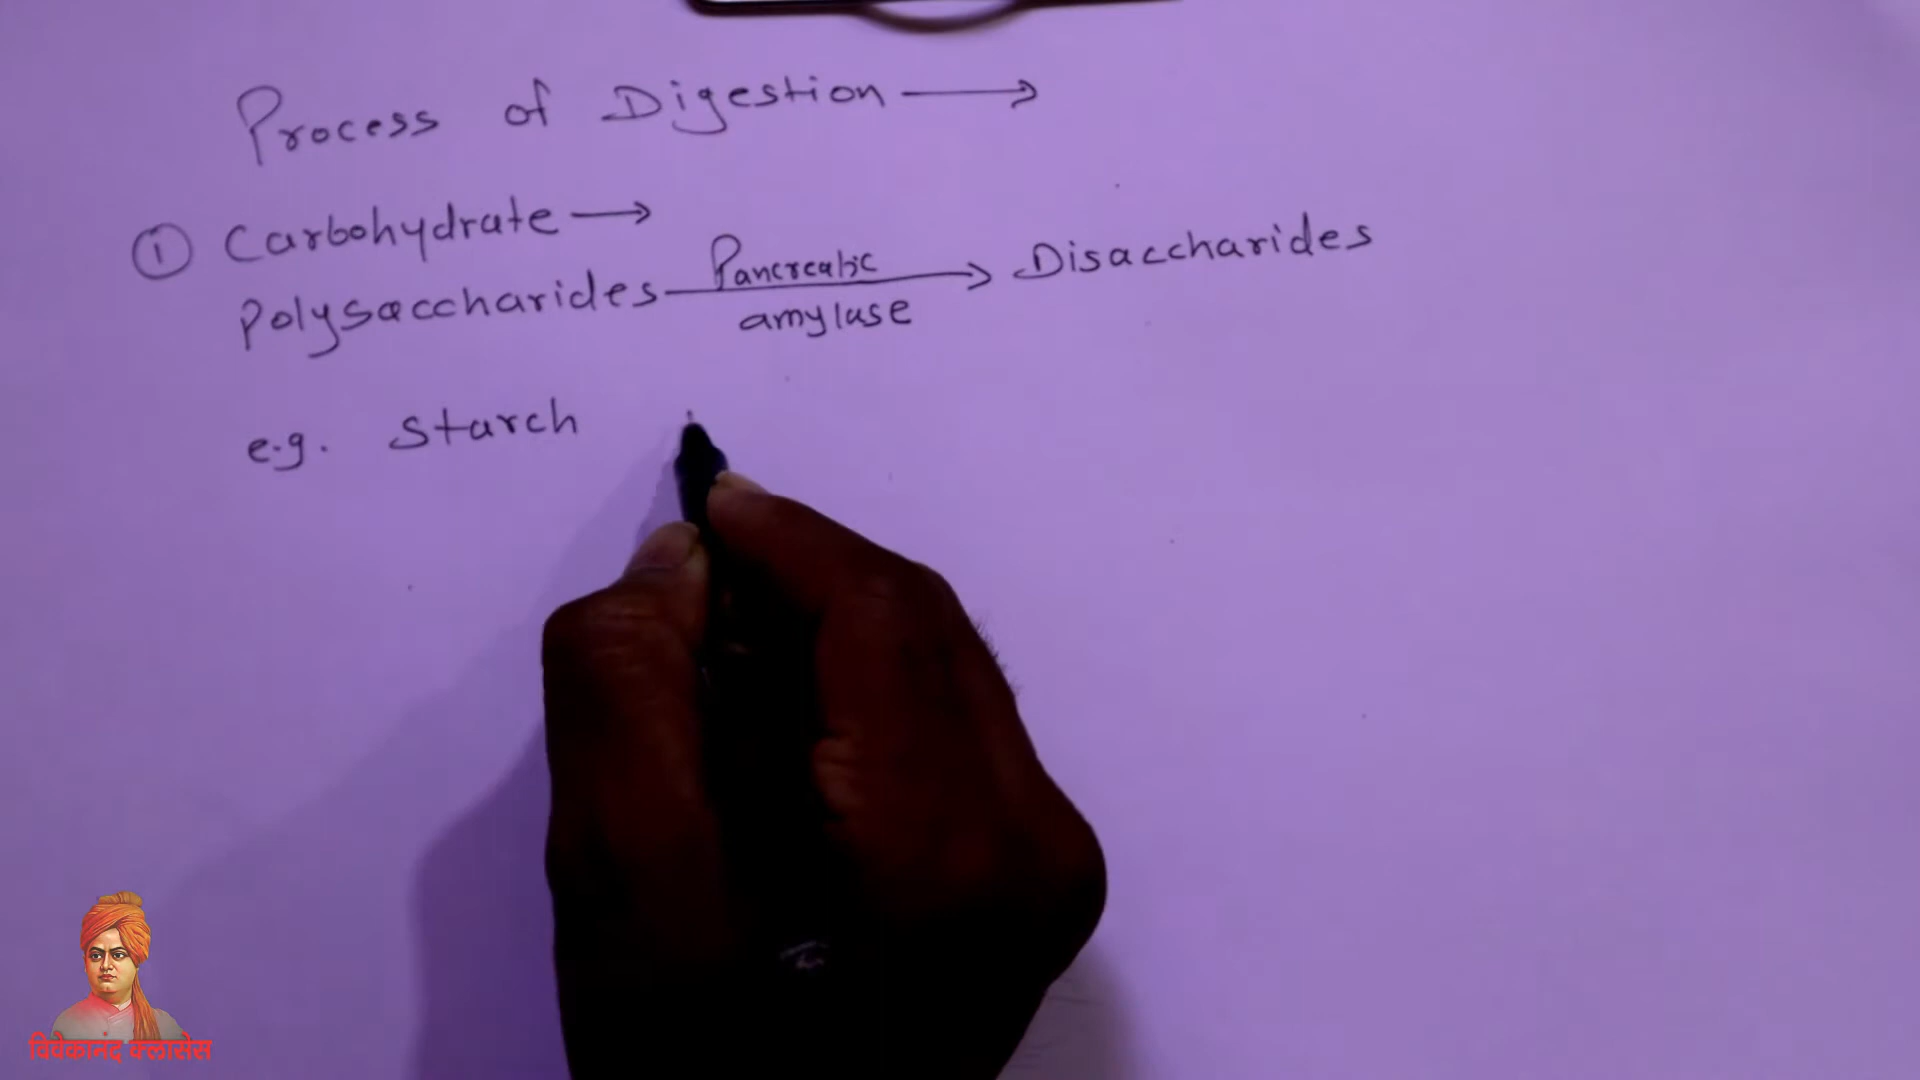 Process of Digestion →
① Carbohydrate →
Polysaccharides Pancreatic amylase → Disaccharides
e.g. Starch
विवेकानंद क्लासेस